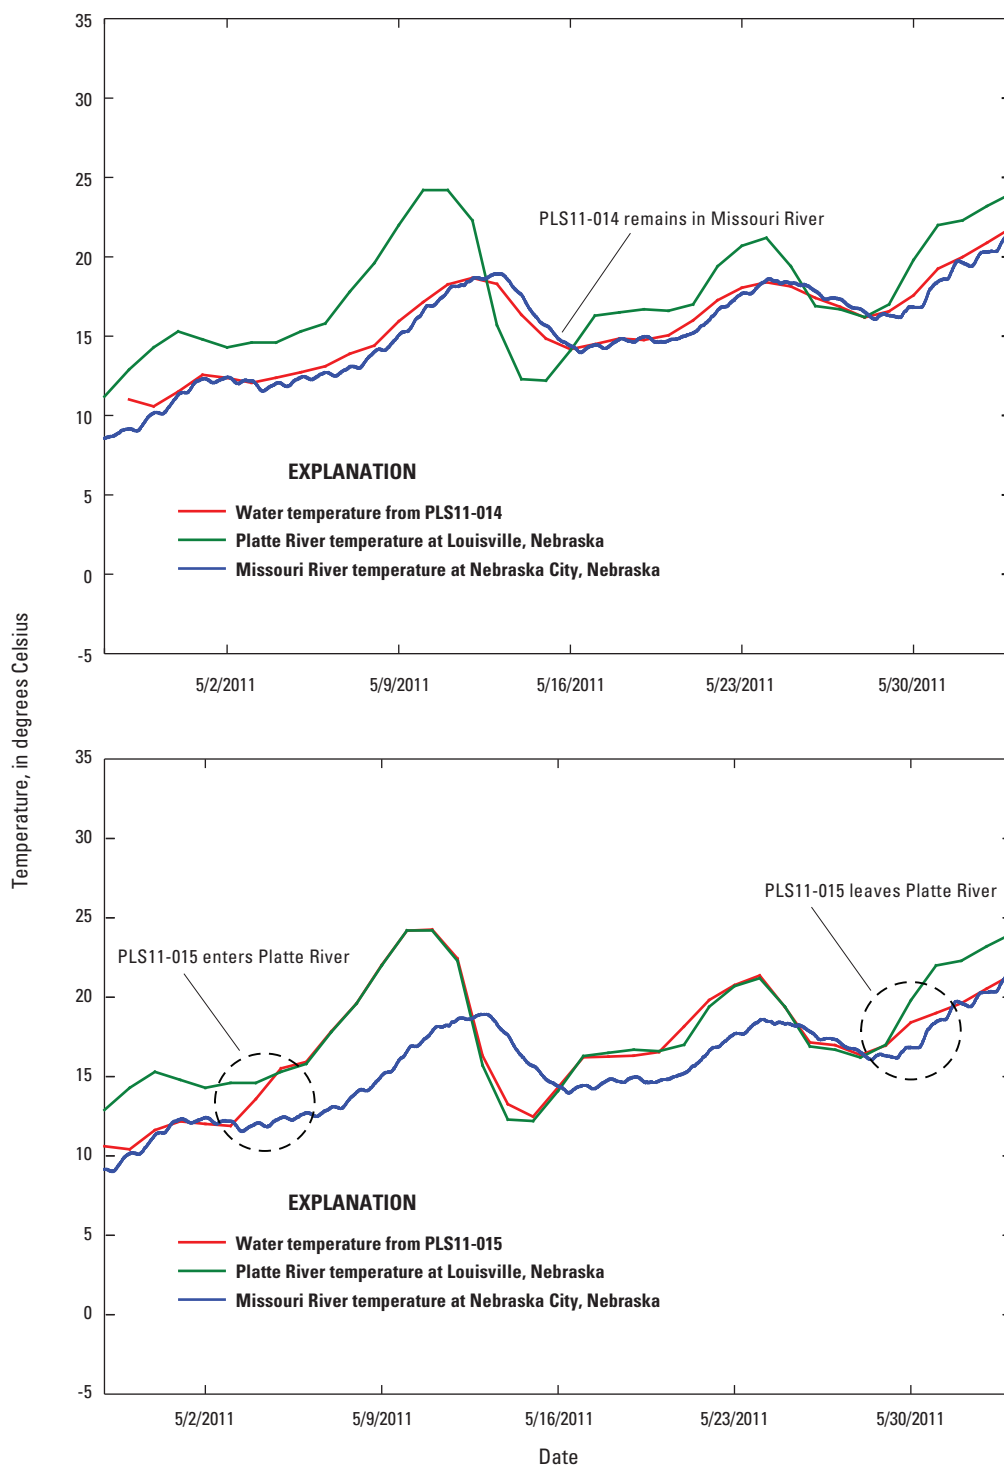 35
30
25
PLS11-014 remains in Missouri River
20
15
10
EXPLANATION
5
Water temperature from PLS11-014
Platte River temperature at Louisville, Nebraska
Missouri River temperature at Nebraska City, Nebraska
0
-5
5/2/2011 5/9/2011 5/16/2011 5/23/2011 5/30/2011
Temperature, in degrees Celsius
35
30
PLS11-015 leaves Platte River
25
PLS11-015 enters Platte River
20
15
10
EXPLANATION
5
Water temperature from PLS11-015
Platte River temperature at Louisville, Nebraska
Missouri River temperature at Nebraska City, Nebraska
0
-5
5/2/2011 5/9/2011 5/16/2011 5/23/2011 5/30/2011
Date